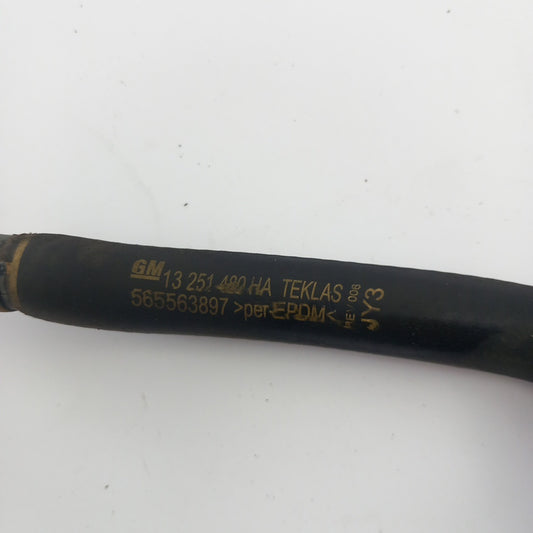 GM 13 251 480 HA TEKLAS
565563897 >per-EPDM<
REV 006
JY3